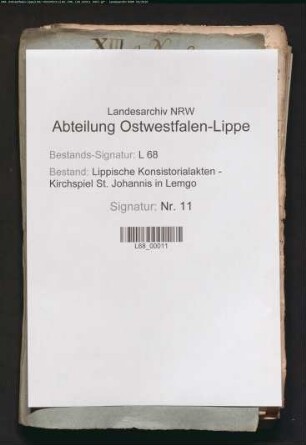 Landesarchiv NRW
Abteilung Ostwestfalen-Lippe
Bestands-Signatur: L 68
Bestand: Lippische Konsistorialakten -
Kirchspiel St. Johannis in Lemgo
Signatur: Nr. 11
L68_00011